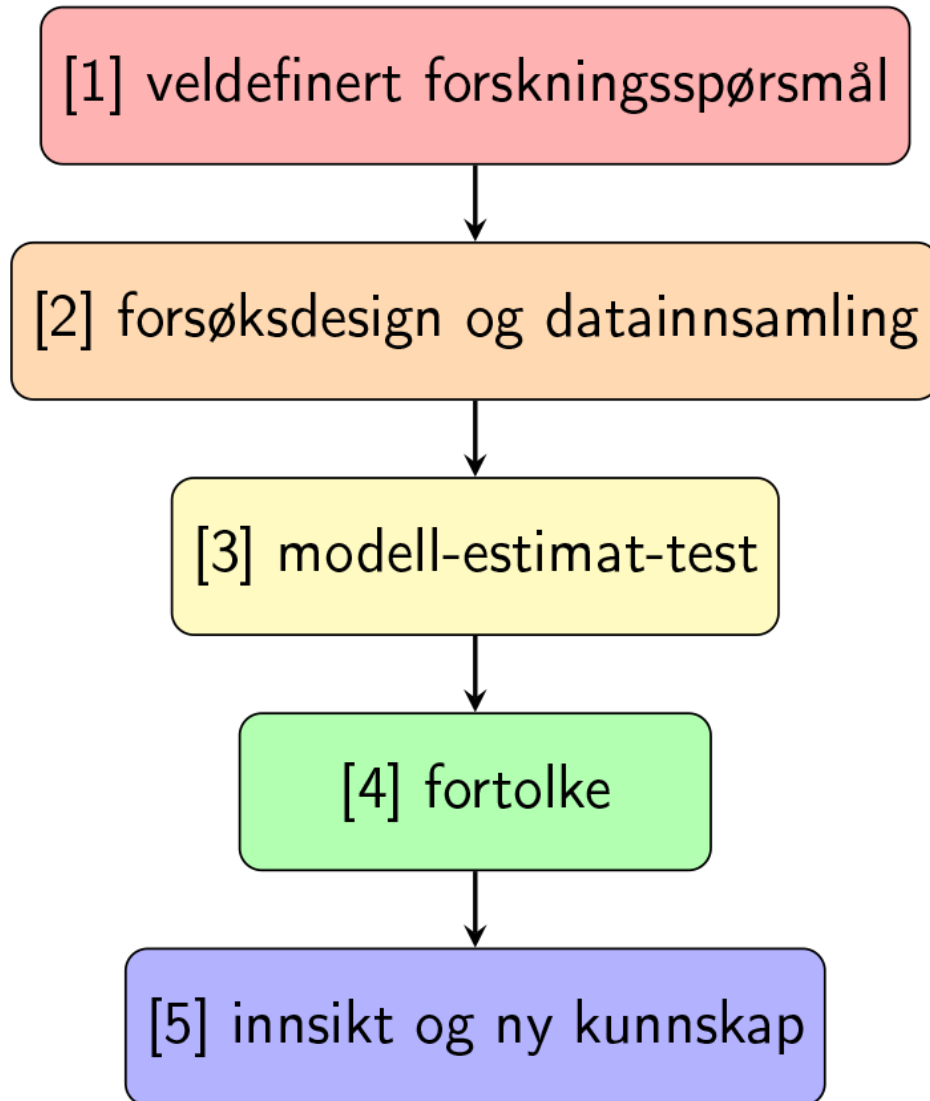 [1] veldefinert forskningsspørsmål
[2] forsøksdesign og datainnsamling
[3] modell-estimat-test
[4] fortolke
[5] innsikt og ny kunnskap